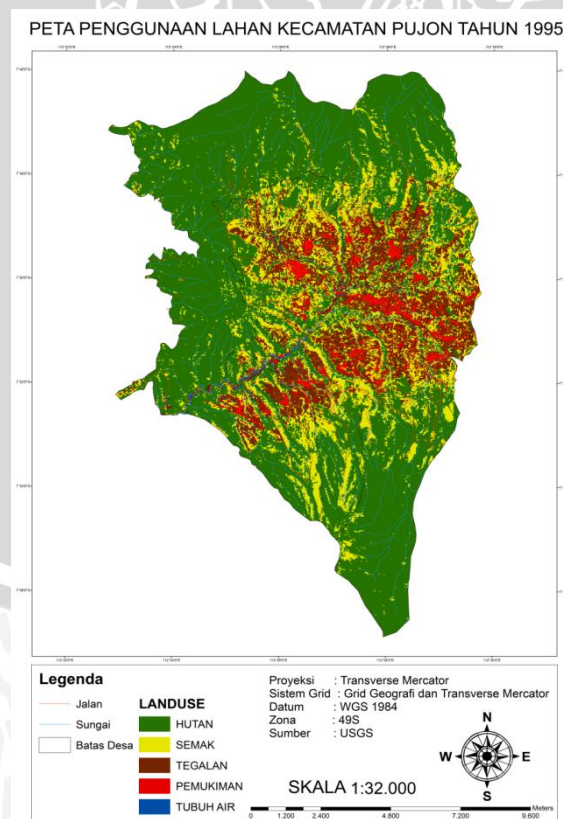 PETA PENGGUNAAN LAHAN KECAMATAN PUJON TAHUN 1995
Legenda
Jalan
Sungai
Batas Desa
LANDUSE
HUTAN
SEMAK
TEGALAN
PEMUKIMAN
TUBUH AIR
Proyeksi : Transverse Mercator
Sistem Grid : Grid Geografi dan Transverse Mercator
Datum : WGS 1984
Zona : 49S
Sumber : USGS
N
W E
S
SKALA 1:32.000
Meters
0 1.200 2.400 4.800 7.200 9.600